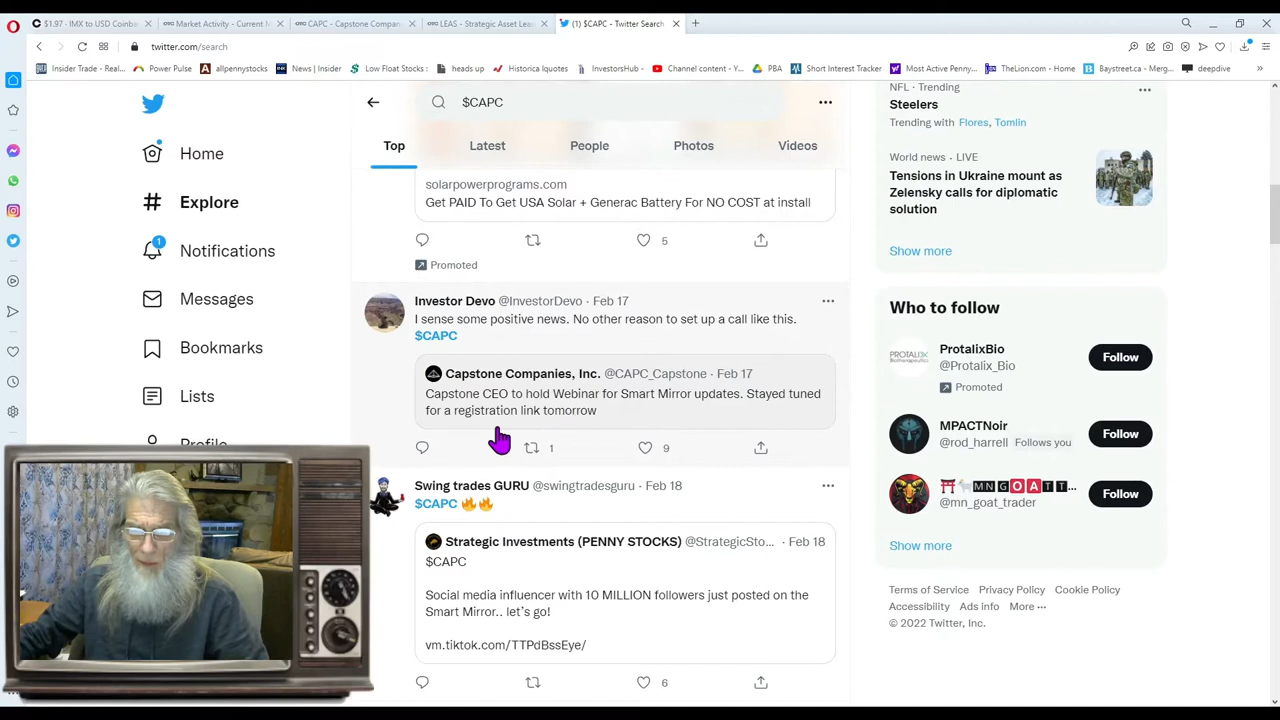 $1.97 - IMX to USD Coinba
Market Activity - Current M
CAPC - Capstone Compan
LEAS - Strategic Asset Leas
(1) $CAPC - Twitter Search
twitter.com/search
Insider Trade - Real...
Power Pulse
allpennystocks
News | Insider
Low Float Stocks :
heads up
Historica Iquotes
InvestorsHub -
Channel content - Y...
PBA
Short Interest Tracker
Most Active Penny...
TheLion.com - Home
Baystreet.ca - Merg...
deepdive
Home
Explore
Notifications
1
Messages
Bookmarks
Lists
Profile
$CAPC
Top
Latest
People
Photos
Videos
solarpowerprograms.com
Get PAID To Get USA Solar + Generac Battery For NO COST at install
5
Promoted
Investor Devo @InvestorDevo · Feb 17
I sense some positive news. No other reason to set up a call like this.
$CAPC
Capstone Companies, Inc. @CAPC_Capstone · Feb 17
Capstone CEO to hold Webinar for Smart Mirror updates. Stayed tuned
for a registration link tomorrow
1
9
Swing trades GURU @swingtradesguru · Feb 18
$CAPC 🔥🔥
Strategic Investments (PENNY STOCKS) @StrategicSto... · Feb 18
$CAPC
Social media influencer with 10 MILLION followers just posted on the
Smart Mirror.. let's go!
vm.tiktok.com/TTPdBssEye/
6
NFL · Trending
Steelers
Trending with Flores, Tomlin
World news · LIVE
Tensions in Ukraine mount as
Zelensky calls for diplomatic
solution
Show more
Who to follow
PROTALIX
ProtalixBio
@Protalix_Bio
Promoted
Follow
MPACTNoir
@rod_harrell Follows you
Follow
⛩️🐐🅼🅽🅶🅾🅰🆃🆃...
@mn_goat_trader
Follow
Show more
Terms of Service Privacy Policy Cookie Policy
Accessibility Ads info More ···
© 2022 Twitter, Inc.